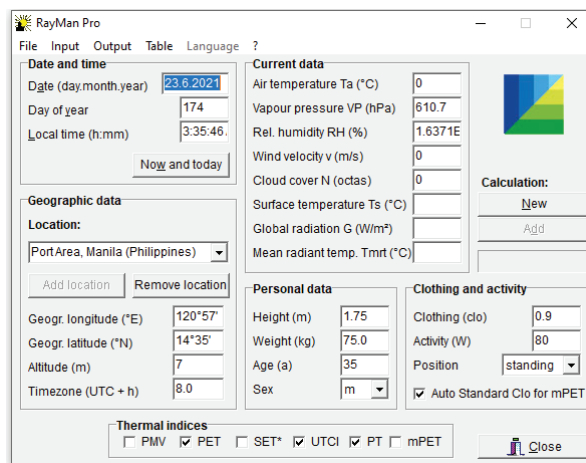 RayMan Pro
File Input Output Table Language ?
Date and time
Date (day.month.year) 23.6.2021
Day of year 174
Local time (h:mm) 3:35:46.
Now and today
Geographic data
Location:
Port Area, Manila (Philippines)
Add location Remove location
Geogr. longitude (°E) 120°57'
Geogr. latitude (°N) 14°35'
Altitude (m) 7
Timezone (UTC + h) 8.0
Current data
Air temperature Ta (°C) 0
Vapour pressure VP (hPa) 610.7
Rel. humidity RH (%) 1.6371E
Wind velocity v (m/s) 0
Cloud cover N (octas) 0
Surface temperature Ts (°C)
Global radiation G (W/m²)
Mean radiant temp. Tmrt (°C)
Calculation:
New
Add
Personal data
Height (m) 1.75
Weight (kg) 75.0
Age (a) 35
Sex m
Clothing and activity
Clothing (clo) 0.9
Activity (W) 80
Position standing
Auto Standard Clo for mPET
Thermal indices
PMV PET SET* UTCI PT mPET
Close